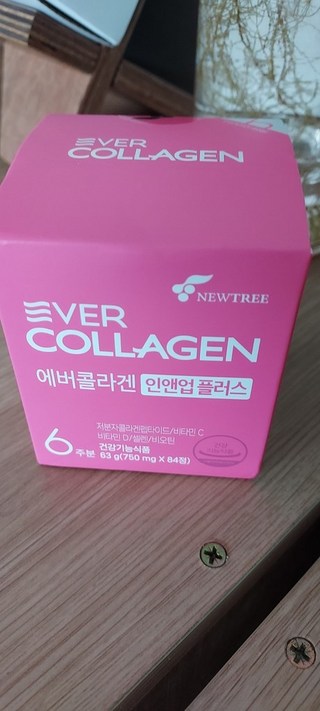 EVER
COLLAGEN
NEWTREE
EVER
COLLAGEN
에버콜라겐 인앤업 플러스
저분자콜라겐펩타이드/비타민 C
비타민 D/셀렌/비오틴
건강기능식품
6주분 63 g(750 mg X 84정)